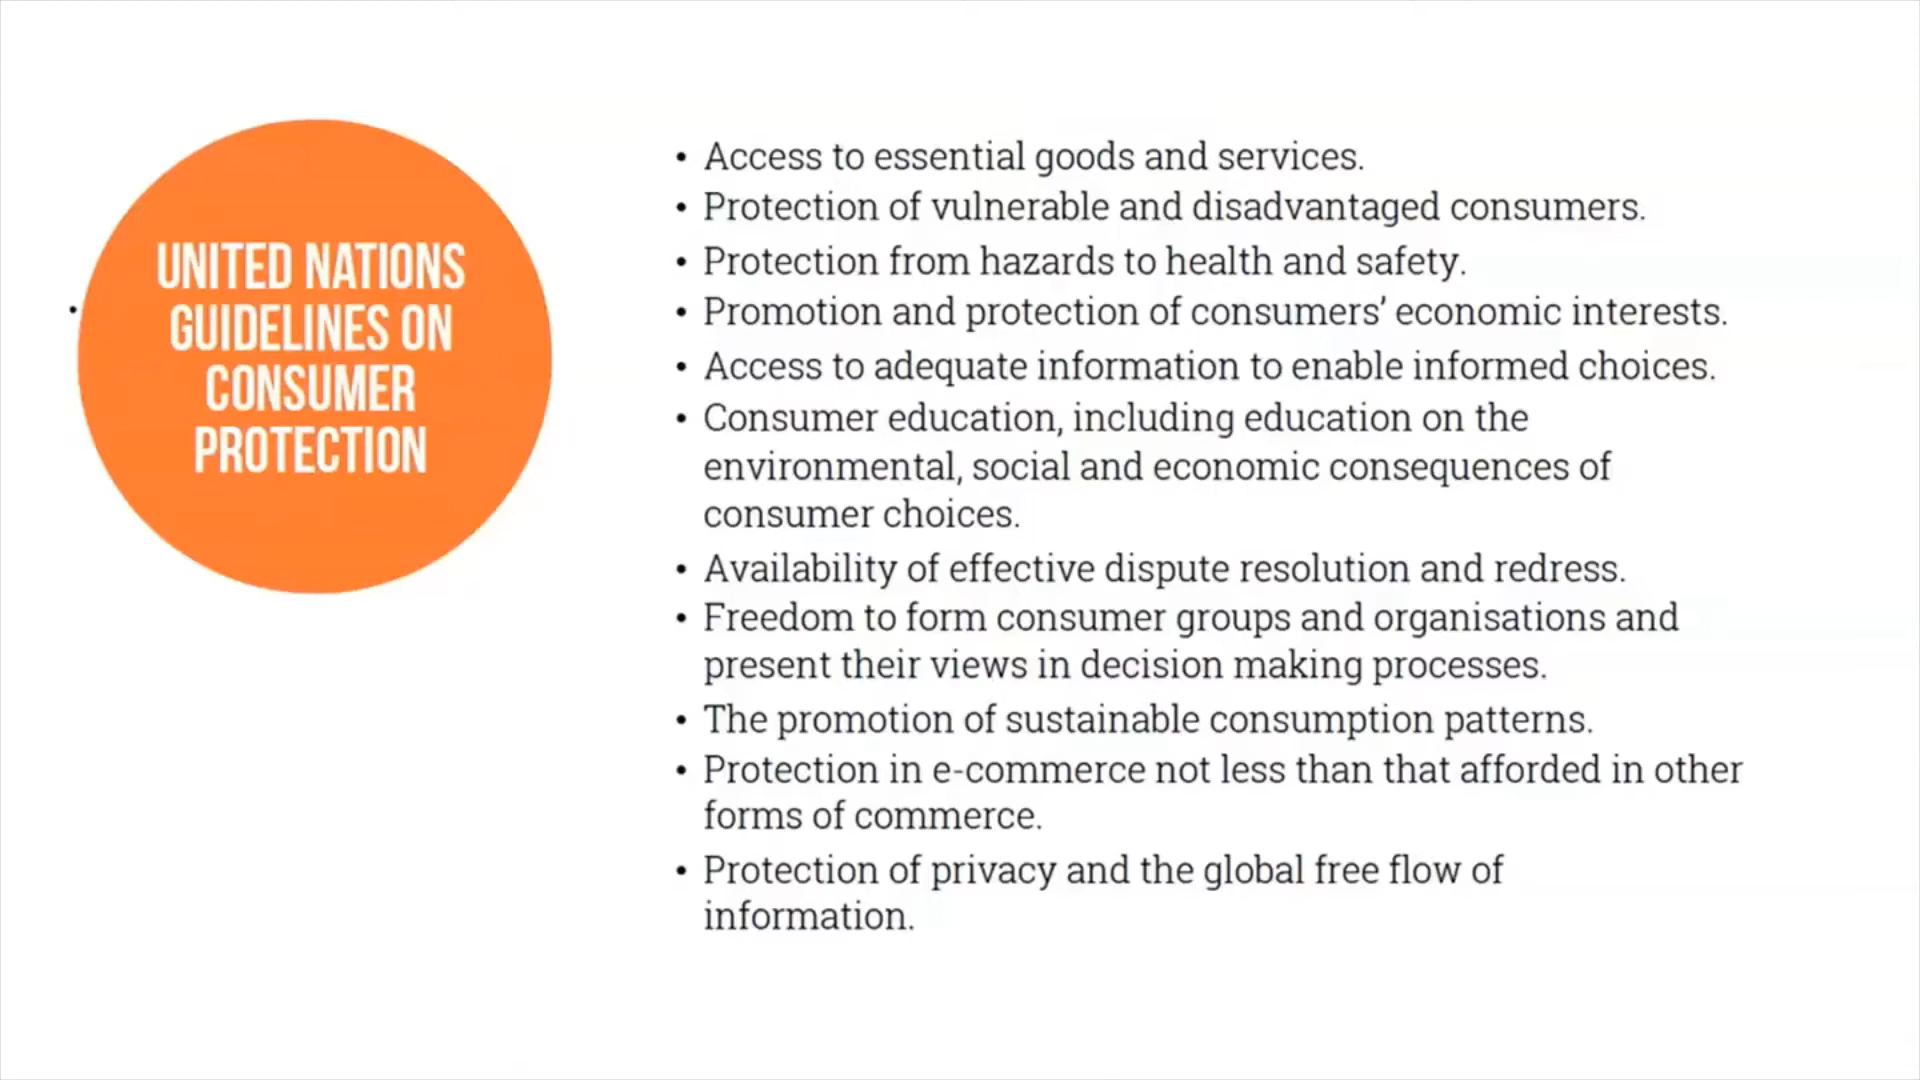 UNITED NATIONS
GUIDELINES ON
CONSUMER
PROTECTION
• Access to essential goods and services.
• Protection of vulnerable and disadvantaged consumers.
• Protection from hazards to health and safety.
• Promotion and protection of consumers’ economic interests.
• Access to adequate information to enable informed choices.
• Consumer education, including education on the
environmental, social and economic consequences of
consumer choices.
• Availability of effective dispute resolution and redress.
• Freedom to form consumer groups and organisations and
present their views in decision making processes.
• The promotion of sustainable consumption patterns.
• Protection in e-commerce not less than that afforded in other
forms of commerce.
• Protection of privacy and the global free flow of
information.